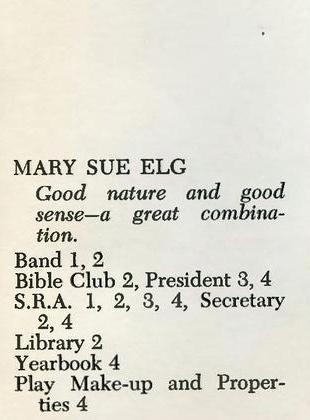 MARY SUE ELG
Good nature and good
sense—a great combina-
tion.
Band 1, 2
Bible Club 2, President 3, 4
S.R.A. 1, 2, 3, 4, Secretary
2, 4
Library 2
Yearbook 4
Play Make-up and Proper-
ties 4